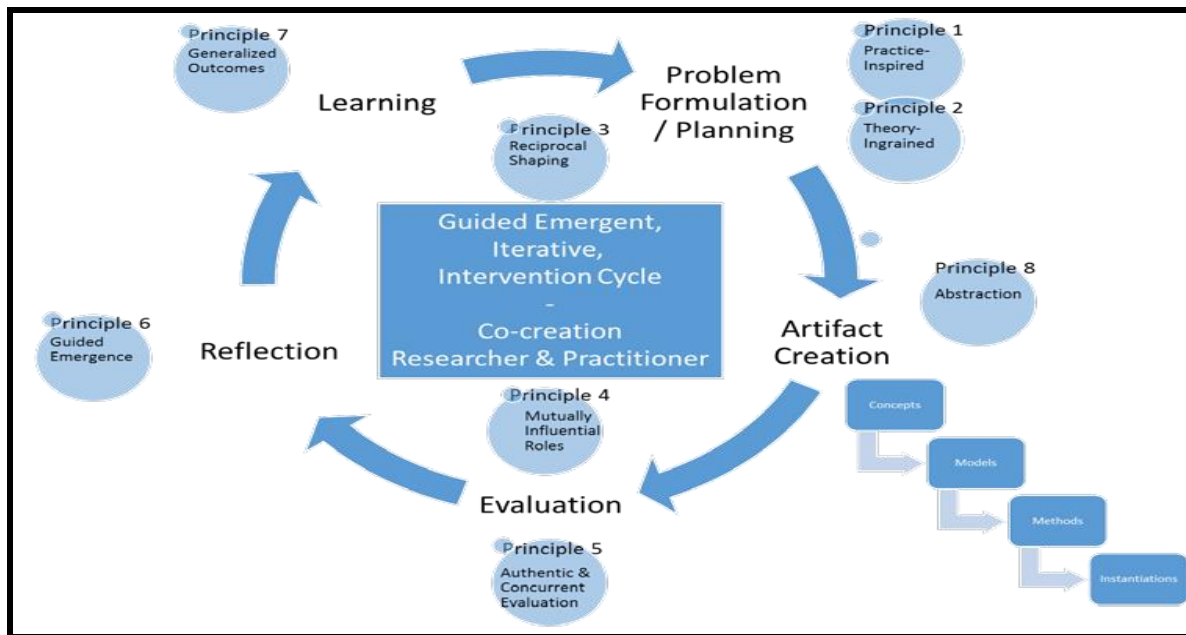 Principle 7
Generalized
Outcomes
Learning
Problem
Formulation
/ Planning
Principle 1
Practice-
Inspired
Principle 2
Theory-
Ingrained
Principle 3
Reciprocal
Shaping
Guided Emergent,
Iterative,
Intervention Cycle
-
Co-creation
Researcher & Practitioner
Principle 8
Abstraction
Artifact
Creation
Principle 6
Guided
Emergence
Reflection
Principle 4
Mutually
Influential
Roles
Evaluation
Principle 5
Authentic &
Concurrent
Evaluation
Concepts
Models
Methods
Instantiations